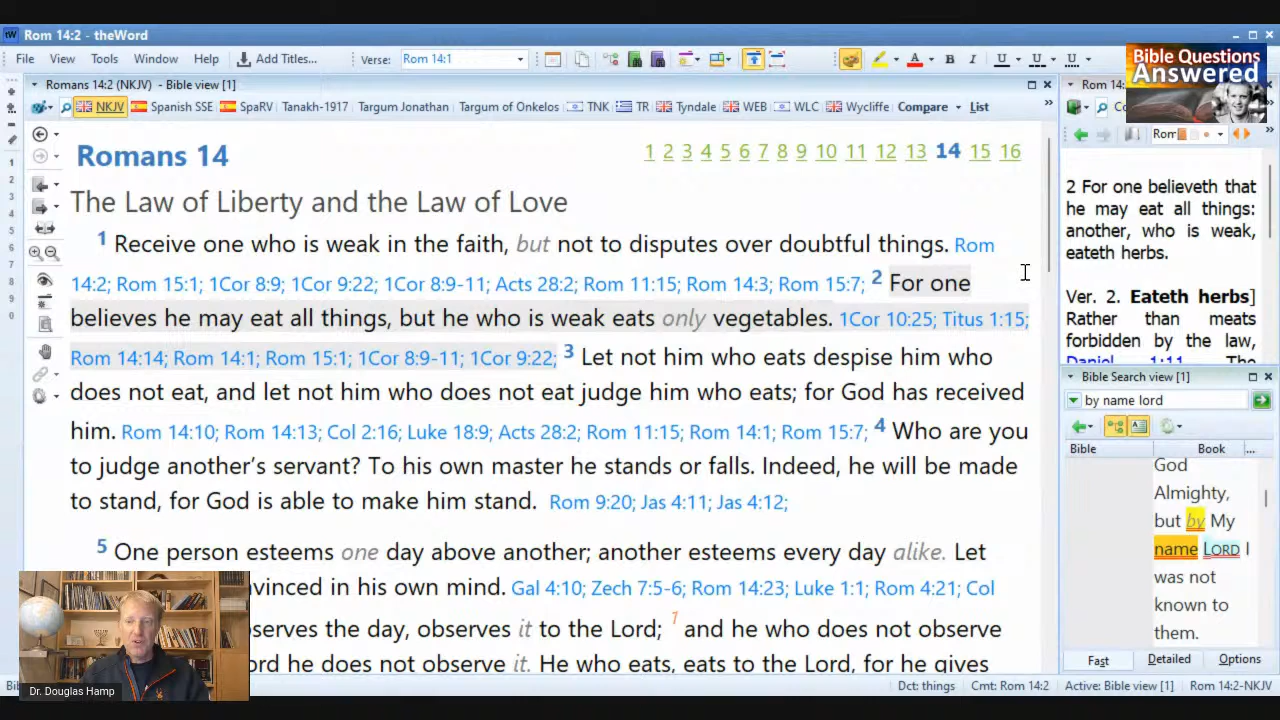 Rom 14:2 - theWord
File View Tools Window Help Add Titles... Verse: Rom 14:1
Bible Questions
Answered
Romans 14:2 (NKJV) - Bible view [1]
NKJV Spanish SSE SpaRV Tanakh-1917 Targum Jonathan Targum of Onkelos TNK TR Tyndale WEB WLC Wycliffe Compare List
Romans 14
1 2 3 4 5 6 7 8 9 10 11 12 13 14 15 16
The Law of Liberty and the Law of Love
1 Receive one who is weak in the faith, but not to disputes over doubtful things. Rom
14:2; Rom 15:1; 1Cor 8:9; 1Cor 9:22; 1Cor 8:9-11; Acts 28:2; Rom 11:15; Rom 14:3; Rom 15:7; 2 For one
believes he may eat all things, but he who is weak eats only vegetables. 1Cor 10:25; Titus 1:15;
Rom 14:14; Rom 14:1; Rom 15:1; 1Cor 8:9-11; 1Cor 9:22; 3 Let not him who eats despise him who
does not eat, and let not him who does not eat judge him who eats; for God has received
him. Rom 14:10; Rom 14:13; Col 2:16; Luke 18:9; Acts 28:2; Rom 11:15; Rom 14:1; Rom 15:7; 4 Who are you
to judge another's servant? To his own master he stands or falls. Indeed, he will be made
to stand, for God is able to make him stand. Rom 9:20; Jas 4:11; Jas 4:12;
5 One person esteems one day above another; another esteems every day alike. Let
in his own mind. Gal 4:10; Zech 7:5-6; Rom 14:23; Luke 1:1; Rom 4:21; Col
the day, observes it to the Lord; 1 and he who does not observe
he does not observe it. He who eats, eats to the Lord, for he gives
Dr. Douglas Hamp
Rom 14:
Rom
2 For one believeth that
he may eat all things:
another, who is weak,
eateth herbs.
Ver. 2. Eateth herbs]
Rather than meats
forbidden by the law,
Daniel 1:11. The
Bible Search view [1]
by name lord
Bible Book ...
God
Almighty,
but by My
name LORD I
was not
known to
them.
Fast Detailed Options
Dct: things Cmt: Rom 14:2 Active: Bible view [1] Rom 14:2-NKJV